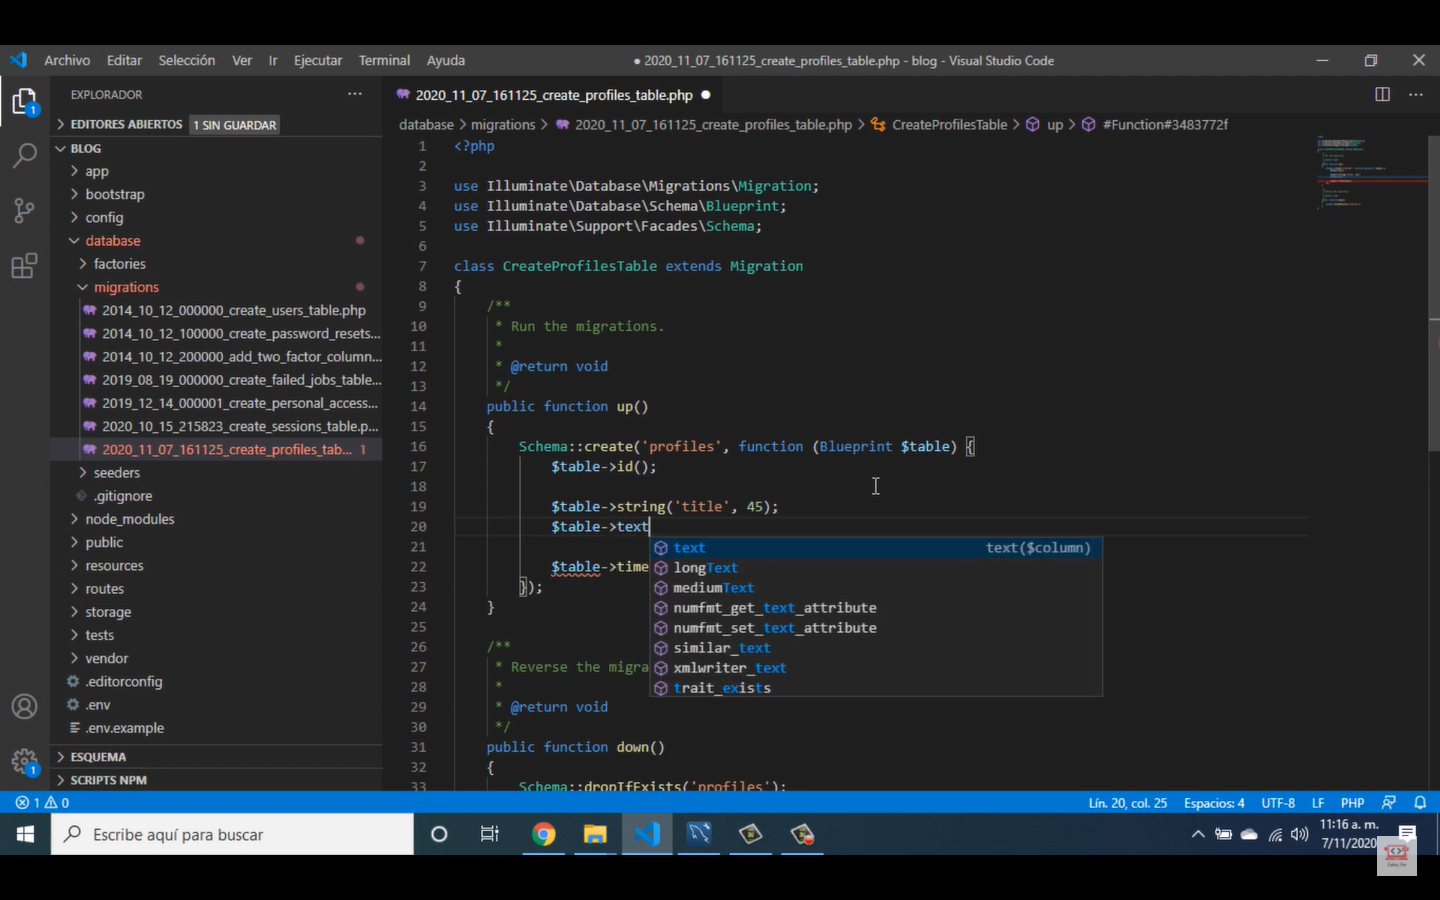 Archivo Editar Selección Ver Ir Ejecutar Terminal Ayuda
● 2020_11_07_161125_create_profiles_table.php - blog - Visual Studio Code
EXPLORADOR
EDITORES ABIERTOS 1 SIN GUARDAR
BLOG
app
bootstrap
config
database
factories
migrations
2014_10_12_000000_create_users_table.php
2014_10_12_100000_create_password_resets...
2014_10_12_200000_add_two_factor_column...
2019_08_19_000000_create_failed_jobs_table...
2019_12_14_000001_create_personal_access...
2020_10_15_215823_create_sessions_table.p...
2020_11_07_161125_create_profiles_tab... 1
seeders
.gitignore
node_modules
public
resources
routes
storage
tests
vendor
.editorconfig
.env
.env.example
ESQUEMA
SCRIPTS NPM
2020_11_07_161125_create_profiles_table.php
database > migrations > 2020_11_07_161125_create_profiles_table.php > CreateProfilesTable > up > #Function#3483772f
1 <?php
2
3 use Illuminate\Database\Migrations\Migration;
4 use Illuminate\Database\Schema\Blueprint;
5 use Illuminate\Support\Facades\Schema;
6
7 class CreateProfilesTable extends Migration
8 {
9 /**
10 * Run the migrations.
11 *
12 * @return void
13 */
14 public function up()
15 {
16 Schema::create('profiles', function (Blueprint $table) {
17 $table->id();
18
19 $table->string('title', 45);
20 $table->text
21
22 $table->time
23 });
24 }
25
26 /**
27 * Reverse the migra
28 *
29 * @return void
30 */
31 public function down()
32 {
33 Schema::dropIfExists('profiles');
text text($column)
longText
mediumText
numfmt_get_text_attribute
numfmt_set_text_attribute
similar_text
xmlwriter_text
trait_exists
1 0
Lín. 20, col. 25 Espacios: 4 UTF-8 LF PHP
1
1
Escribe aquí para buscar
11:16 a. m.
7/11/2020